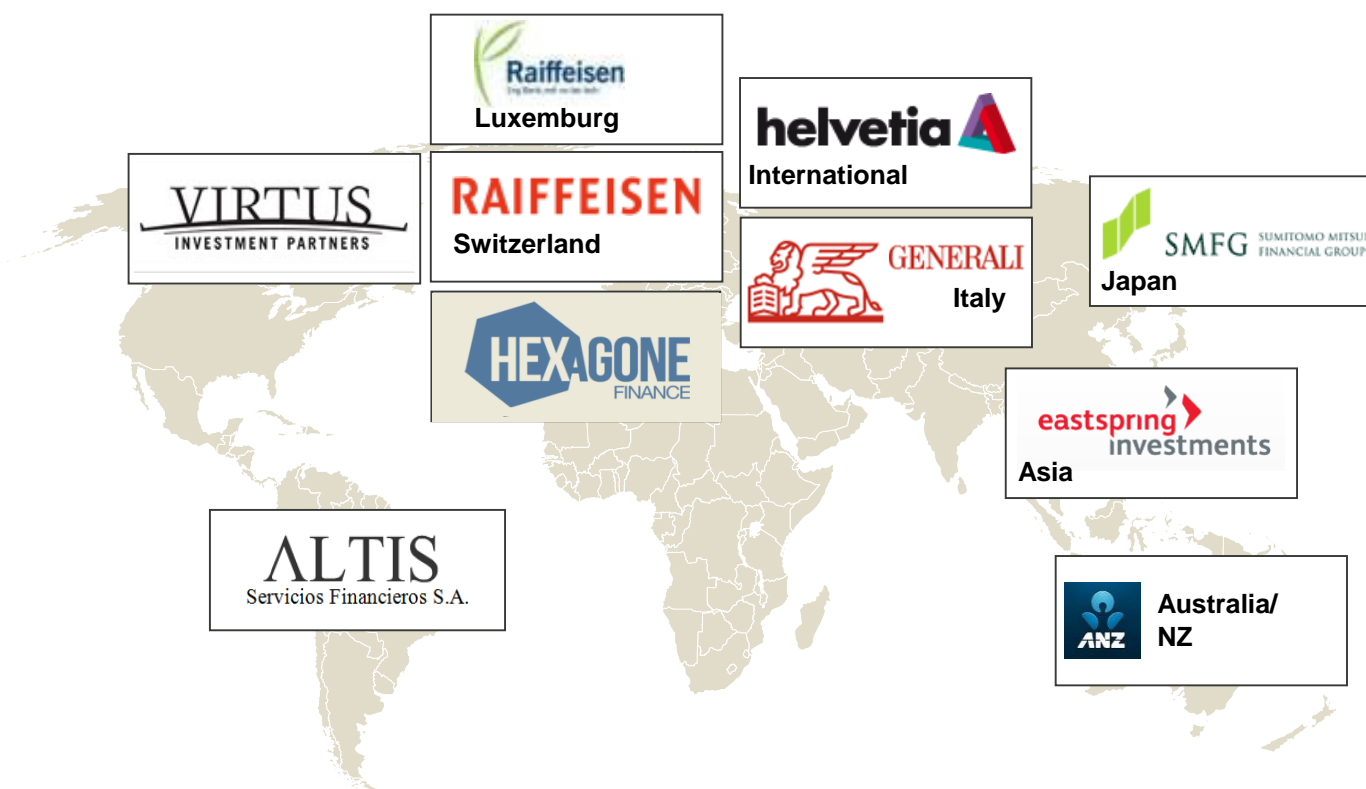 Raiffeisen
Luxemburg
helvetia
International
VIRTUS
INVESTMENT PARTNERS
RAIFFEISEN
Switzerland
GENERALI
Italy
SMFG SUMITOMO MITSUI
FINANCIAL GROUP
Japan
HEXAGONE
FINANCE
eastspring
investments
Asia
ALTIS
Servicios Financieros S.A.
ANZ
Australia/
NZ